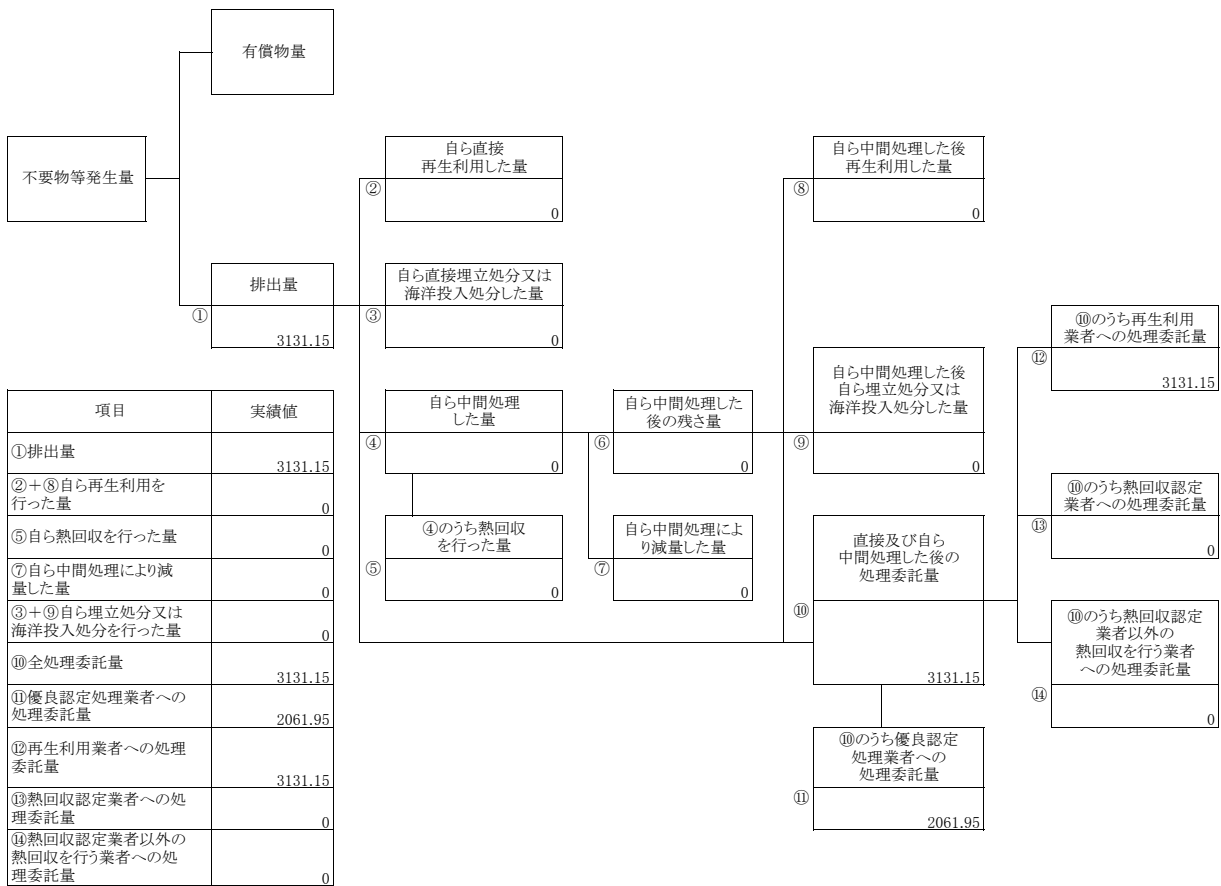 有償物量
不要物等発生量
排出量
①
3131.15
自ら直接
再生利用した量
②
0
自ら直接埋立処分又は
海洋投入処分した量
③
0
自ら中間処理
した量
④
0
④のうち熱回収
を行った量
⑤
0
自ら中間処理した
後の残さ量
⑥
0
自ら中間処理によ
り減量した量
⑦
0
自ら中間処理した後
再生利用した量
⑧
0
自ら中間処理した後
自ら埋立処分又は
海洋投入処分した量
⑨
0
直接及び自ら
中間処理した後の
処理委託量
⑩
3131.15
⑩のうち優良認定
処理業者への
処理委託量
⑪
2061.95
⑩のうち再生利用
業者への処理委託量
⑫
3131.15
⑩のうち熱回収認定
業者への処理委託量
⑬
0
⑩のうち熱回収認定
業者以外の
熱回収を行う業者
への処理委託量
⑭
0
項目 実績値
①排出量
3131.15
②+⑧自ら再生利用を
行った量
0
⑤自ら熱回収を行った量
0
⑦自ら中間処理により減
量した量
0
③+⑨自ら埋立処分又は
海洋投入処分を行った量
0
⑩全処理委託量
3131.15
⑪優良認定処理業者への
処理委託量
2061.95
⑫再生利用業者への処理
委託量
3131.15
⑬熱回収認定業者への処
理委託量
0
⑭熱回収認定業者以外の
熱回収を行う業者への処
理委託量
0